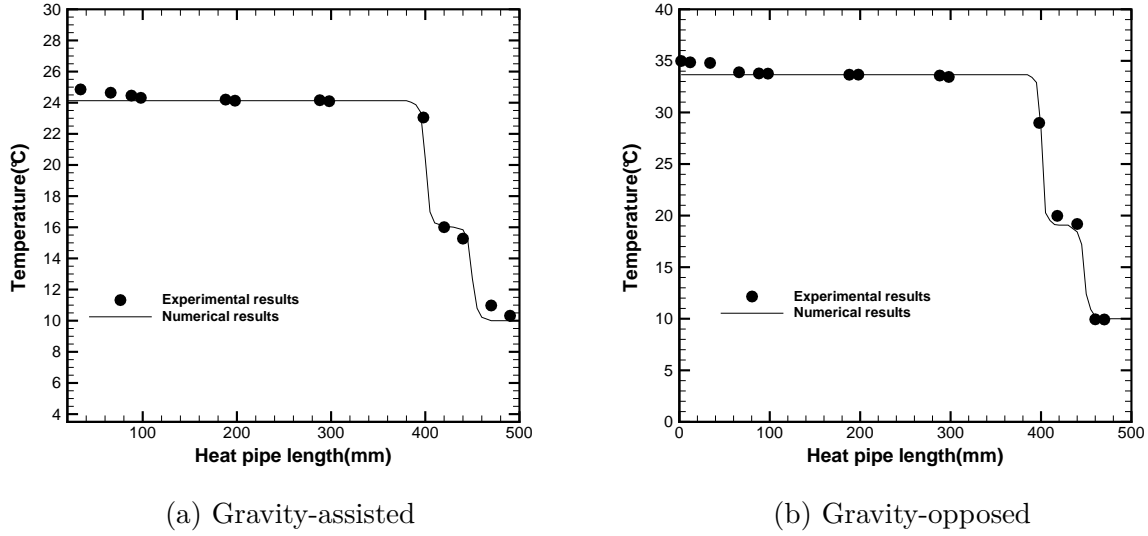 30
28
26
24
22
20
18
16
14
12
10
8
6
4
Temperature(°C)
Experimental results
Numerical results
100 200 300 400 500
Heat pipe length(mm)
(a) Gravity-assisted
40
35
30
25
20
15
10
5
0
Temperature(°C)
Experimental results
Numerical results
0 100 200 300 400 500
Heat pipe length(mm)
(b) Gravity-opposed